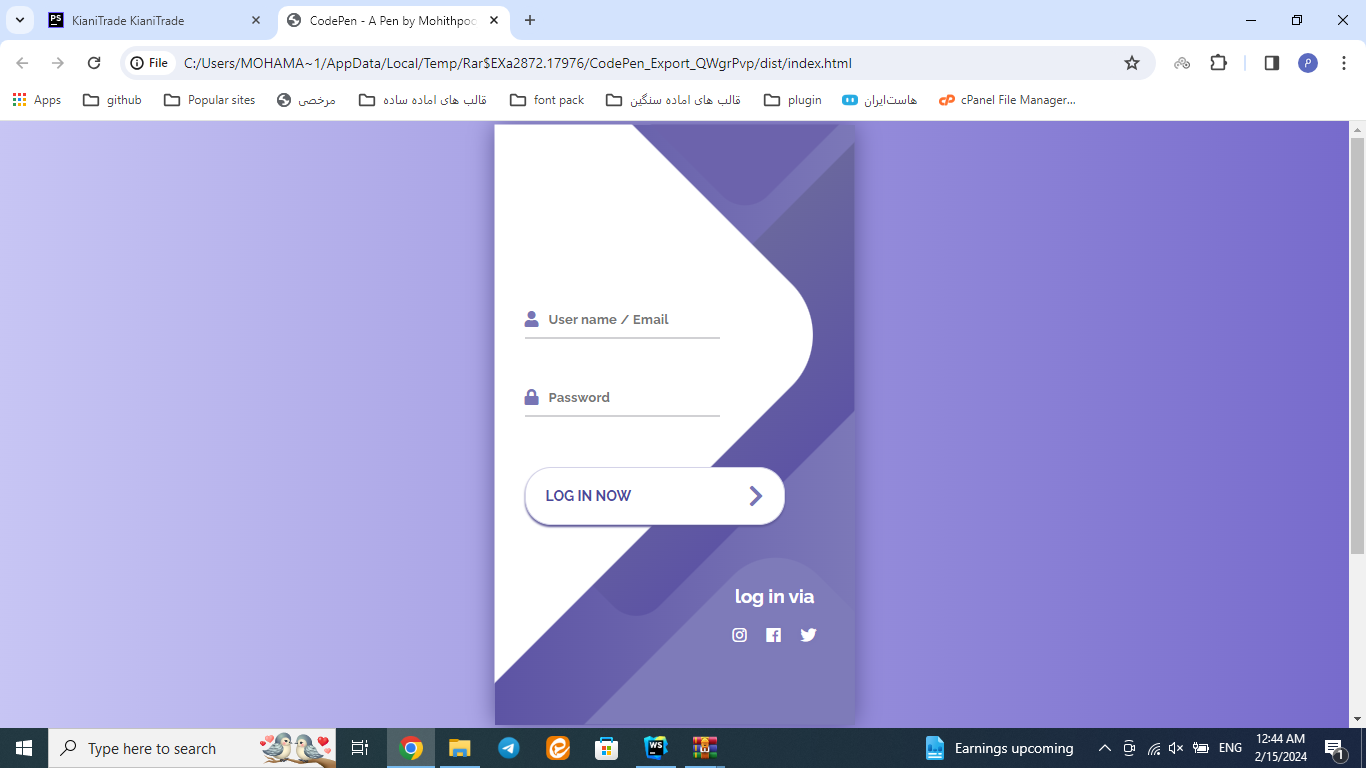 KianiTrade KianiTrade
CodePen - A Pen by Mohithpoo
File
C:/Users/MOHAMA~1/AppData/Local/Temp/Rar$EXa2872.17976/CodePen_Export_QWgrPvp/dist/index.html
Apps
github
Popular sites
مرخصی
قالب های اماده ساده
font pack
قالب های اماده سنگین
plugin
هاست‌ایران
cPanel File Manager...
User name / Email
Password
LOG IN NOW
log in via
Type here to search
Earnings upcoming
ENG
12:44 AM
2/15/2024
1